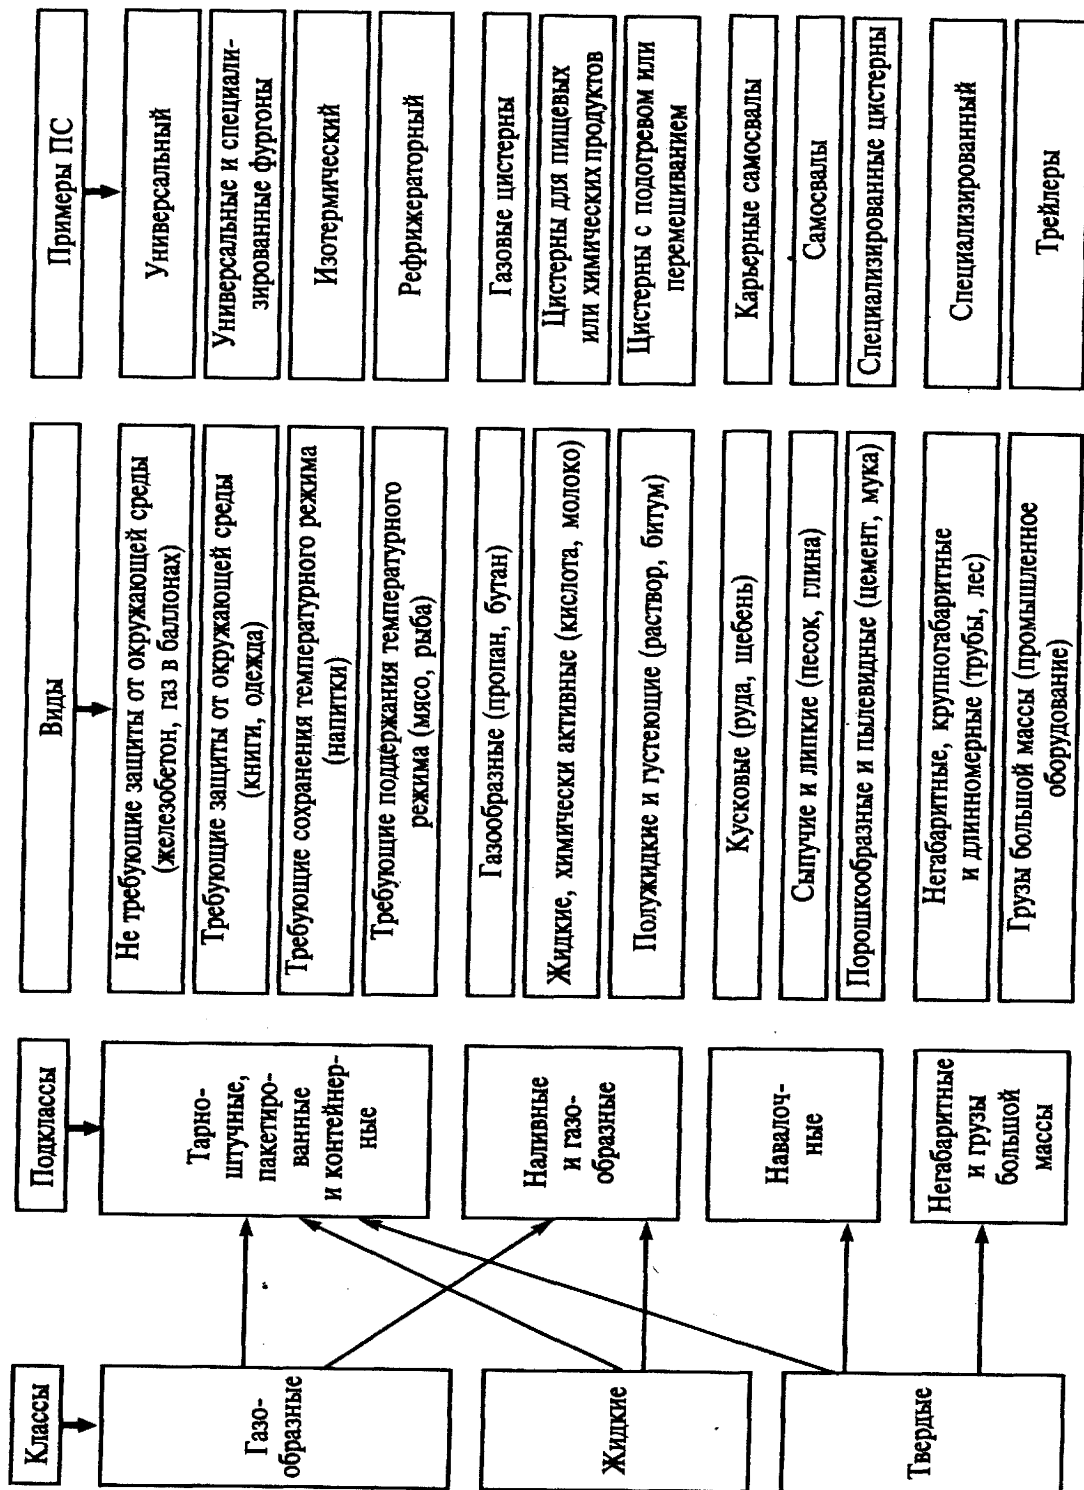 Классы
Газо-
образные
Жидкие
Твердые
Подклассы
Тарно-
штучные,
пакетиро-
ванные
и контейнер-
ные
Наливные
и газо-
образные
Навалоч-
ные
Негабаритные
и грузы
большой
массы
Виды
Не требующие защиты от окружающей среды
(железобетон, газ в баллонах)
Требующие защиты от окружающей среды
(книги, одежда)
Требующие сохранения температурного режима
(напитки)
Требующие поддержания температурного
режима (мясо, рыба)
Газообразные (пропан, бутан)
Жидкие, химически активные (кислота, молоко)
Полужидкие и густеющие (раствор, битум)
Кусковые (руда, щебень)
Сыпучие и липкие (песок, глина)
Порошкообразные и пылевидные (цемент, мука)
Негабаритные, крупногабаритные
и длинномерные (трубы, лес)
Грузы большой массы (промышленное
оборудование)
Примеры ПС
Универсальный
Универсальные и специали-
зированные фургоны
Изотермический
Рефрижераторный
Газовые цистерны
Цистерны для пищевых
или химических продуктов
Цистерны с подогревом или
перемешиванием
Карьерные самосвалы
Самосвалы
Специализированные цистерны
Специализированный
Трейлеры